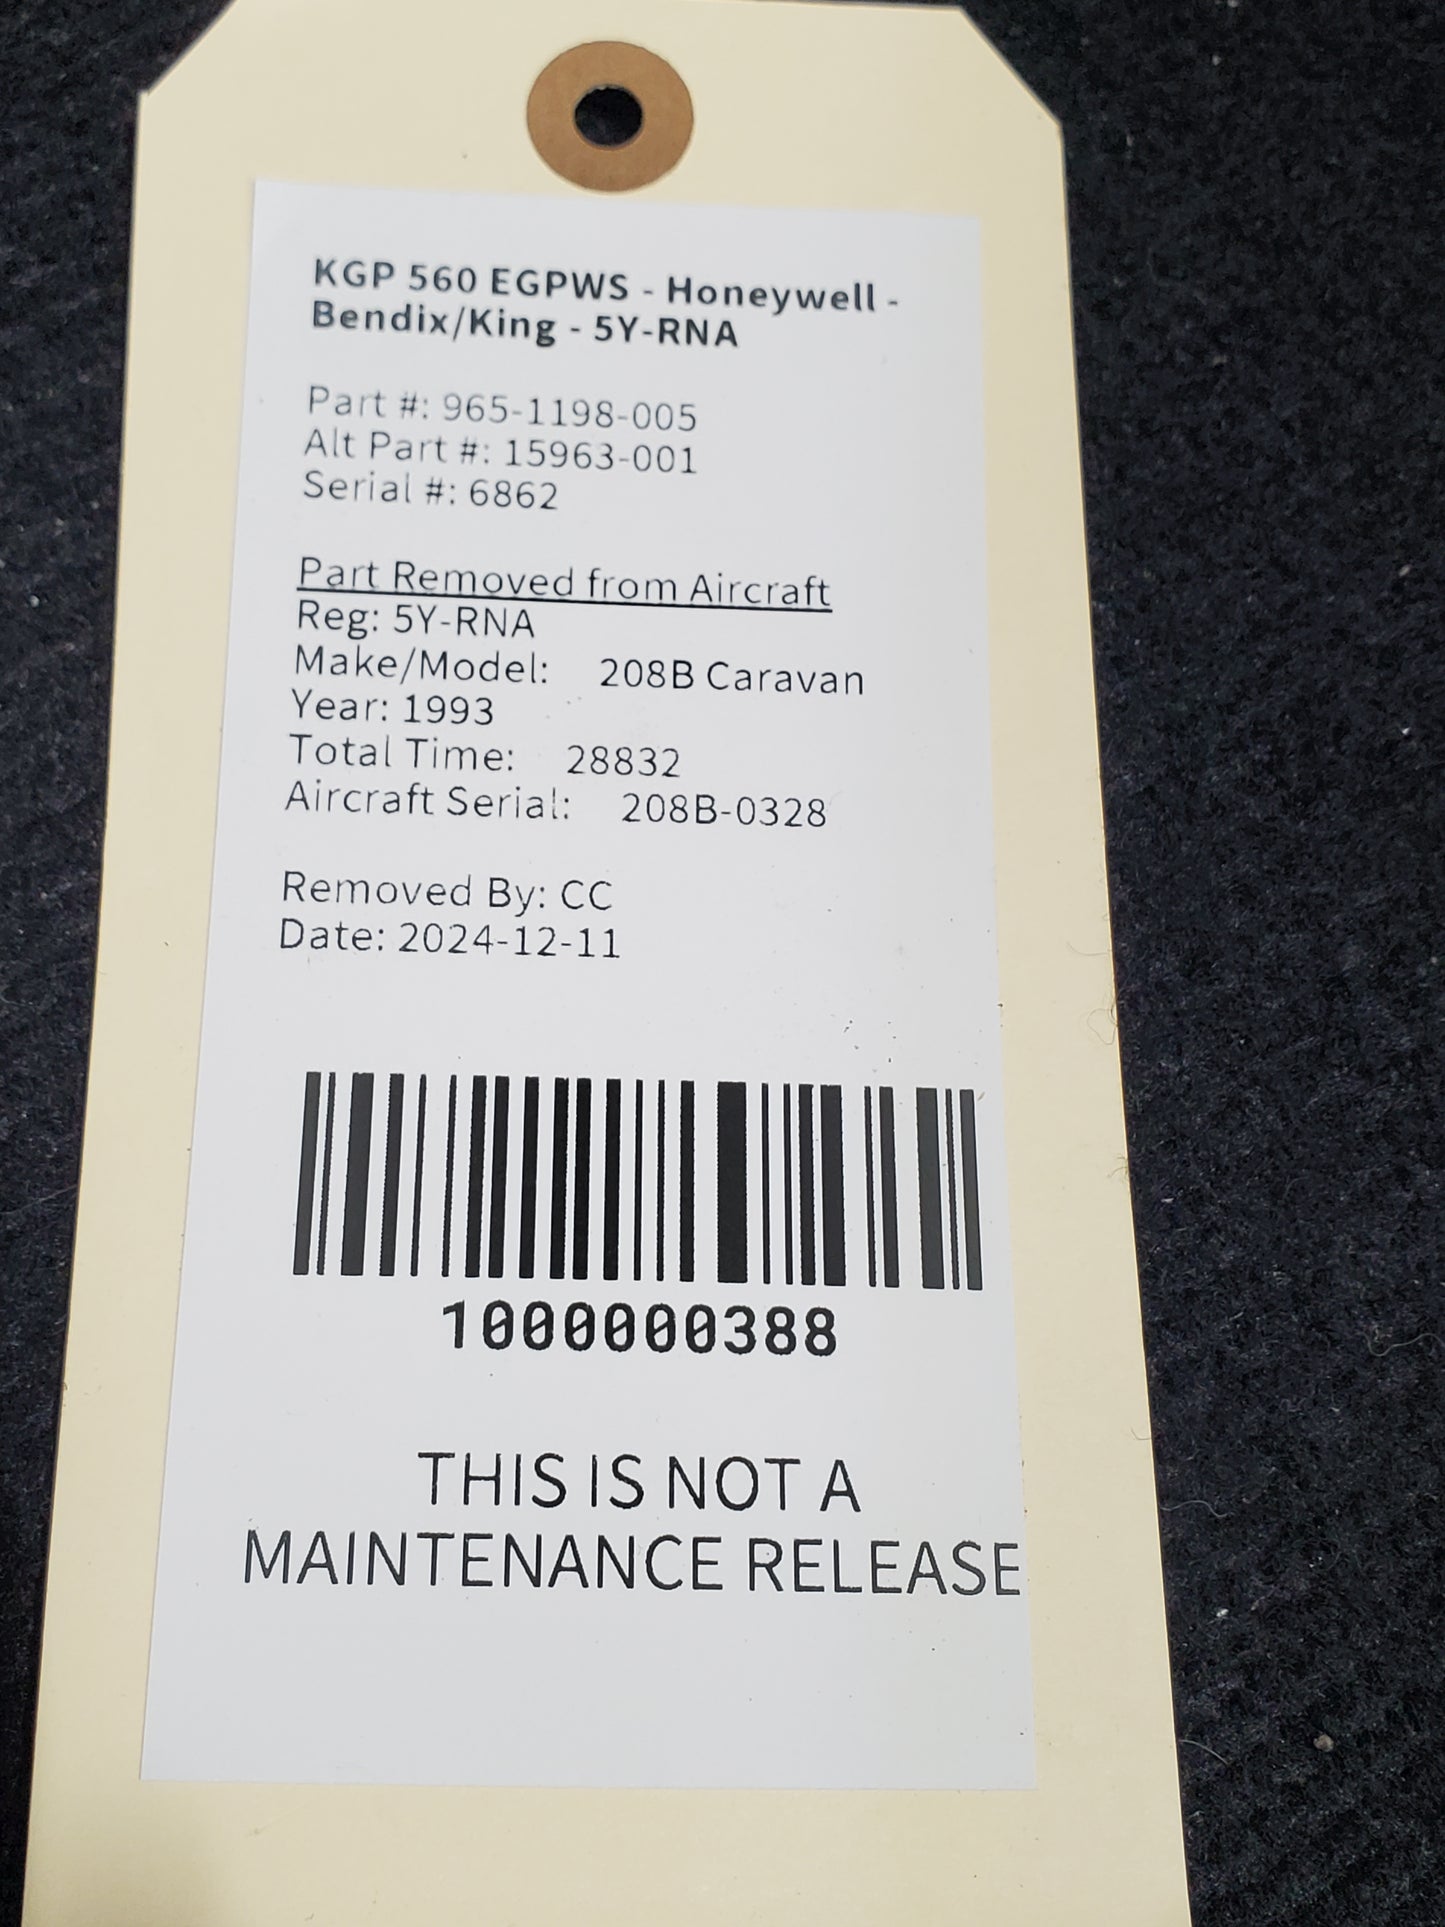 KGP 560 EGPWS - Honeywell -
Bendix/King - 5Y-RNA
Part #: 965-1198-005
Alt Part #: 15963-001
Serial #: 6862
Part Removed from Aircraft
Reg: 5Y-RNA
Make/Model: 208B Caravan
Year: 1993
Total Time: 28832
Aircraft Serial: 208B-0328
Removed By: CC
Date: 2024-12-11
1000000388
THIS IS NOT A
MAINTENANCE RELEASE